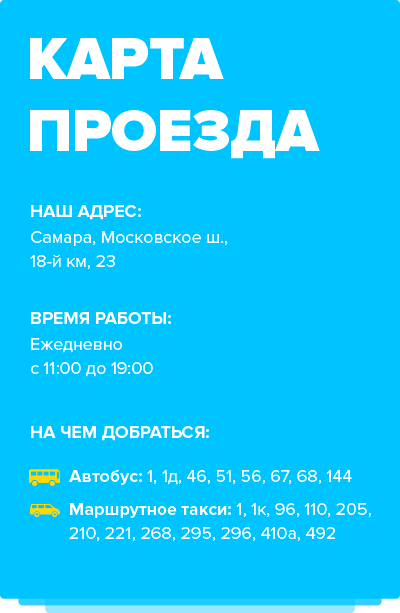 КАРТА
ПРОЕЗДА
НАШ АДРЕС:
Самара, Московское ш.,
18-й км, 23
ВРЕМЯ РАБОТЫ:
Ежедневно
с 11:00 до 19:00
НА ЧЕМ ДОБРАТЬСЯ:
Автобус: 1, 1д, 46, 51, 56, 67, 68, 144
Маршрутное такси: 1, 1к, 96, 110, 205,
210, 221, 268, 295, 296, 410а, 492